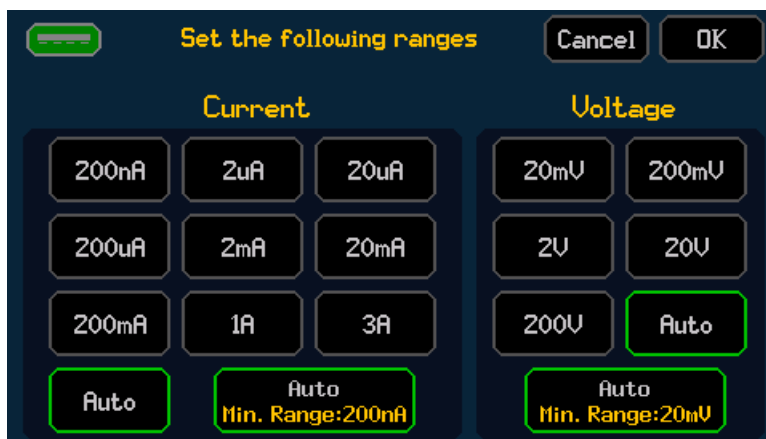 Set the following ranges Cancel OK
Current Voltage
200nA 2uA 20uA 20mV 200mV
200uA 2mA 20mA 2V 20V
200mA 1A 3A 200V Auto
Auto Auto Auto
Min. Range:200nA Min. Range:20mV